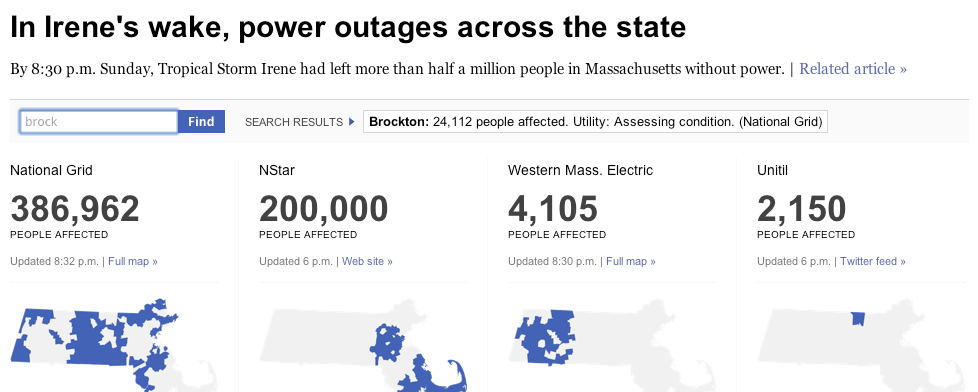 In Irene's wake, power outages across the state
By 8:30 p.m. Sunday, Tropical Storm Irene had left more than half a million people in Massachusetts without power. | Related article »
brock Find SEARCH RESULTS Brockton: 24,112 people affected. Utility: Assessing condition. (National Grid)
National Grid
386,962
PEOPLE AFFECTED
Updated 8:32 p.m. | Full map »
NStar
200,000
PEOPLE AFFECTED
Updated 6 p.m. | Web site »
Western Mass. Electric
4,105
PEOPLE AFFECTED
Updated 8:30 p.m. | Full map »
Unitil
2,150
PEOPLE AFFECTED
Updated 6 p.m. | Twitter feed »